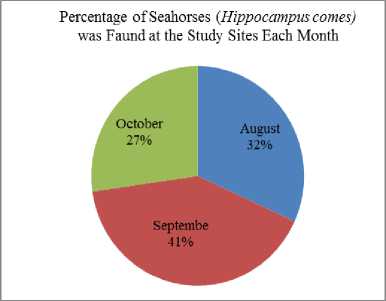 Percentage of Seahorses (Hippocampus comes)
was Faund at the Study Sites Each Month
October
27%
August
32%
Septembe
41%